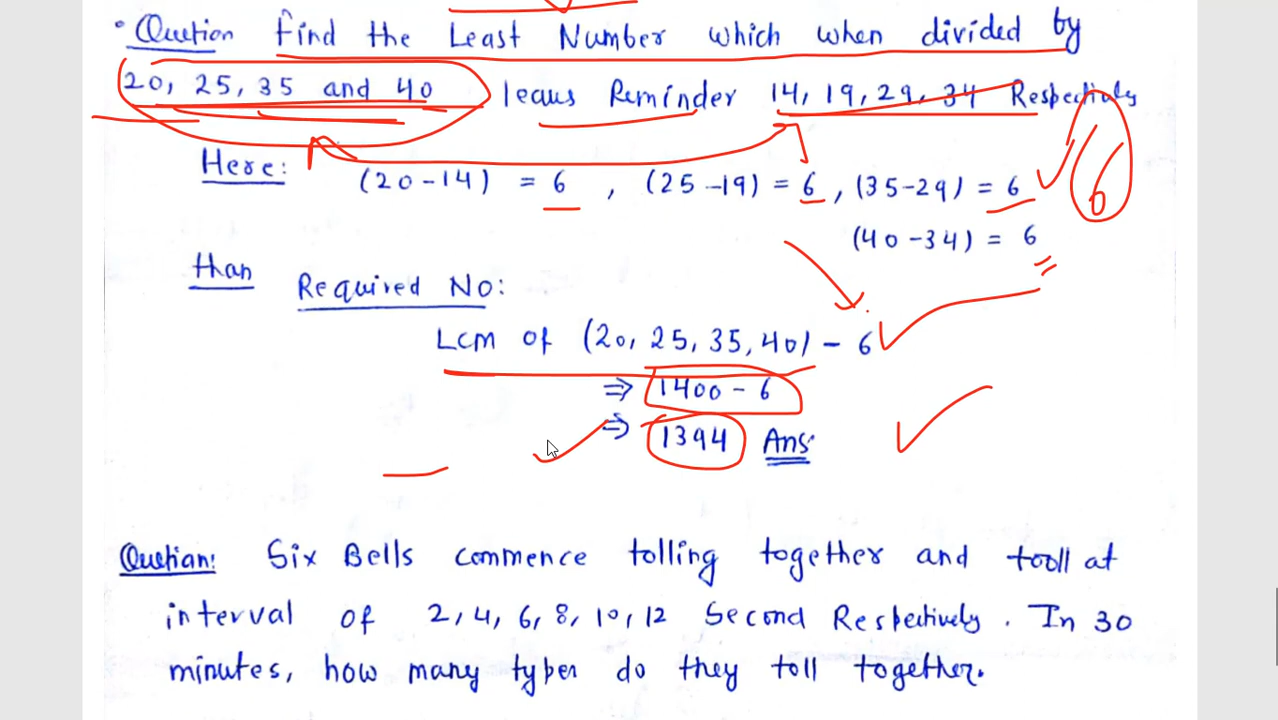 • Quetion Find the Least Number which when divided by
20, 25, 35 and 40 leaus Reminder 14, 19, 29, 34 Respectivly
Here: (20-14) = 6 , (25-19) = 6 , (35-29) = 6
6
(40-34) = 6
than Required No:
Lcm of (20, 25, 35, 40) - 6
⇒ 1400 - 6
⇒ 1394 Ans.
Quetian: Six Bells commence tolling together and tooll at
interval of 2, 4, 6, 8, 10, 12 Second Respectively. In 30
minutes, how many typer do they toll together.